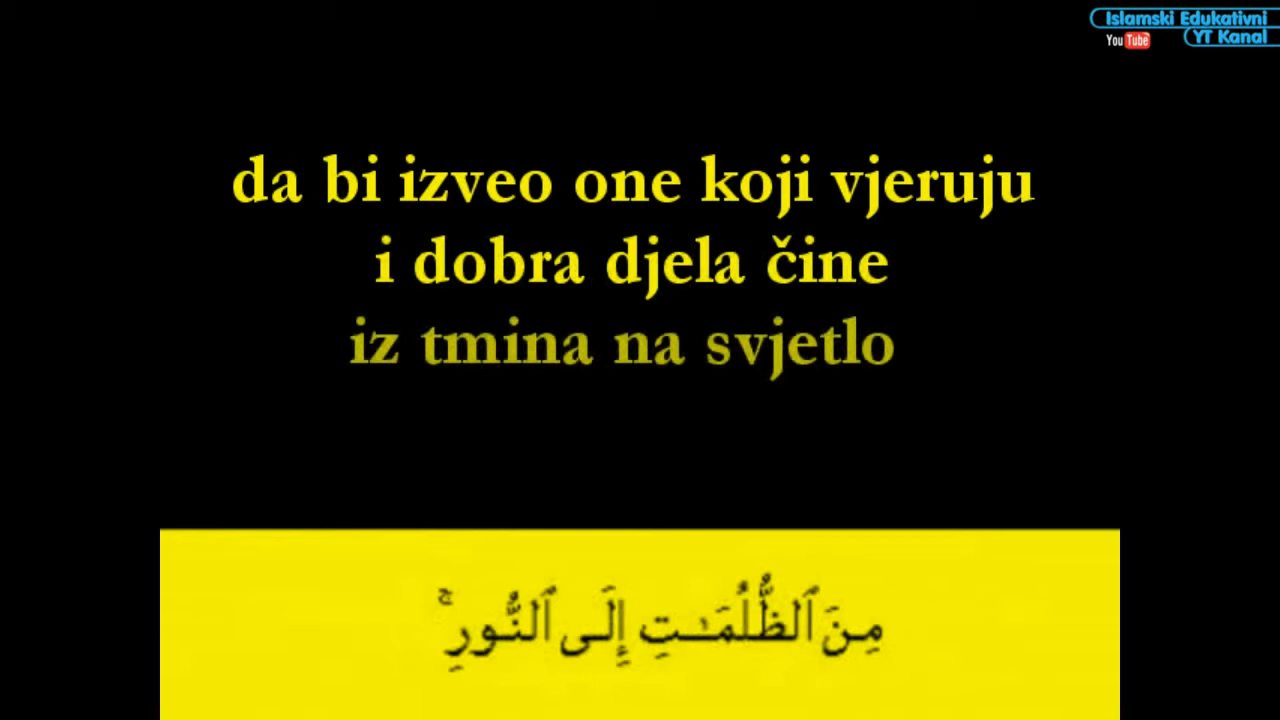 Islamski Edukativni
YouTube YT Kanal
da bi izveo one koji vjeruju
i dobra djela čine
iz tmina na svjetlo
مِنَ ٱلظُّلُمَـٰتِ إِلَى ٱلنُّورِ ۚ